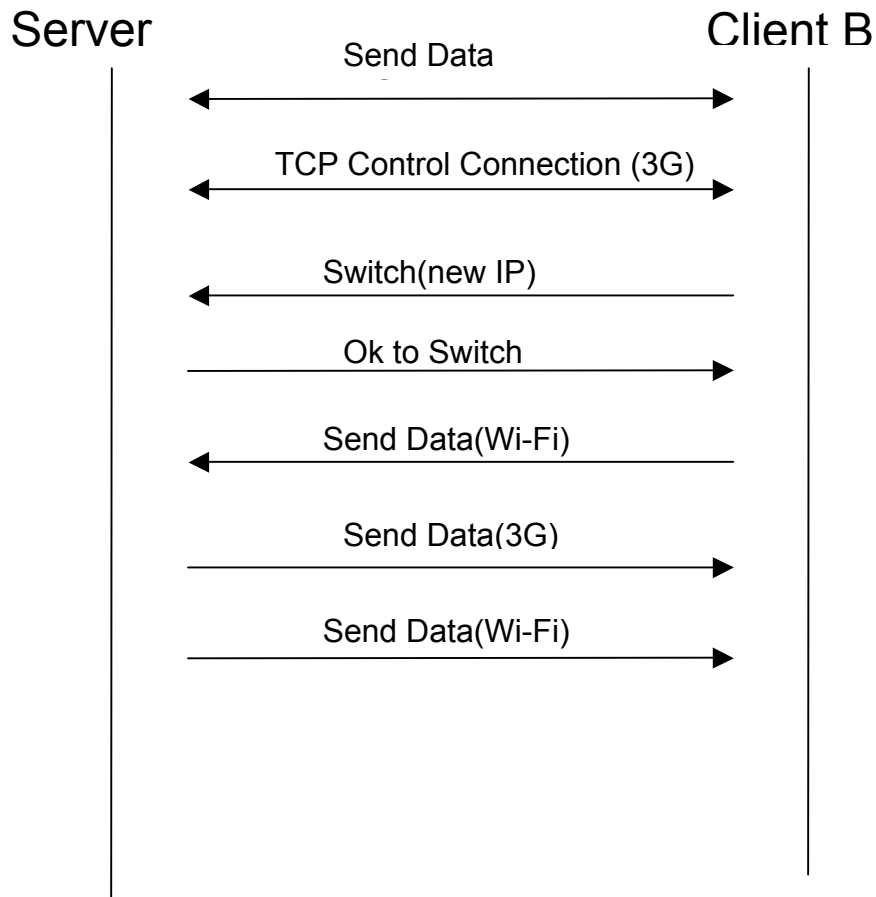 Server
Client B
Send Data
TCP Control Connection (3G)
Switch(new IP)
Ok to Switch
Send Data(Wi-Fi)
Send Data(3G)
Send Data(Wi-Fi)